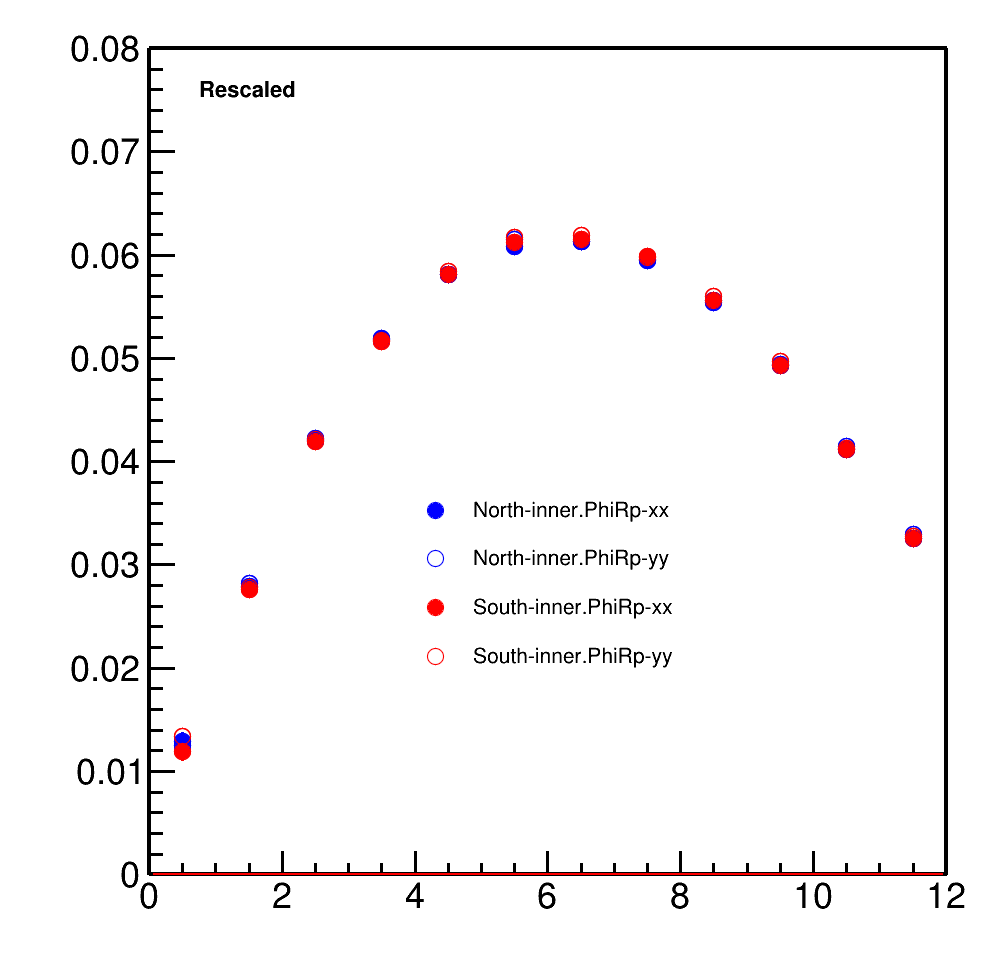 0.08
Rescaled
0.07
0.06
0.05
0.04
North-inner.PhiRp-xx
North-inner.PhiRp-yy
0.03
South-inner.PhiRp-xx
South-inner.PhiRp-yy
0.02
0.01
0
0 2 4 6 8 10 12